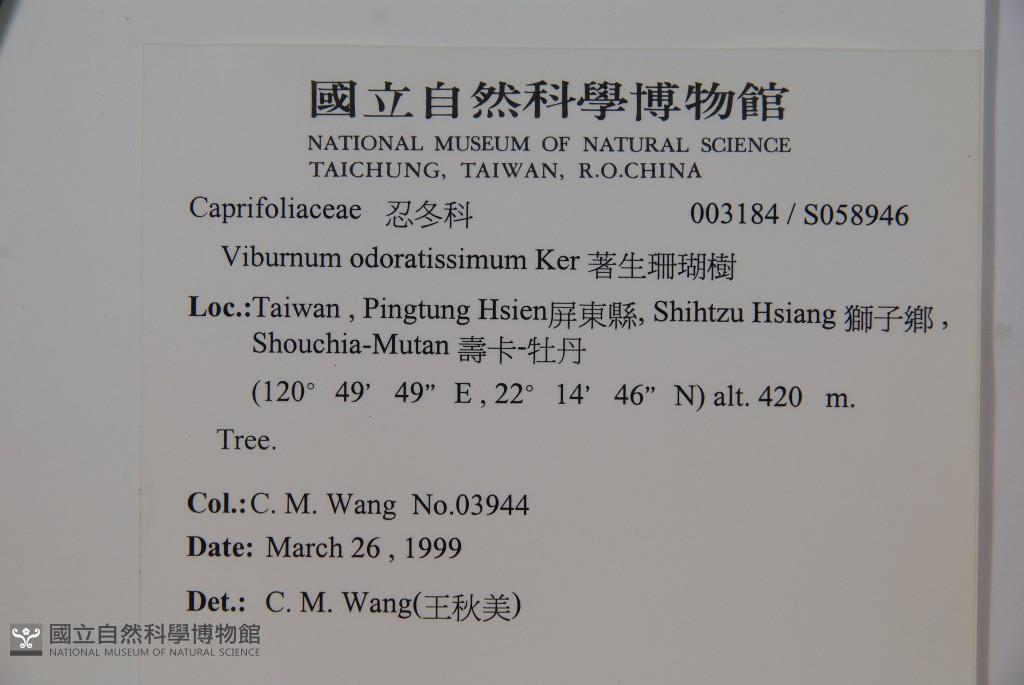 國立自然科學博物館
NATIONAL MUSEUM OF NATURAL SCIENCE
TAICHUNG, TAIWAN, R.O.CHINA
Caprifoliaceae 忍冬科 003184 / S058946
Viburnum odoratissimum Ker 著生珊瑚樹
Loc.:Taiwan , Pingtung Hsien屏東縣, Shihtzu Hsiang 獅子鄉 ,
Shouchia-Mutan 壽卡-牡丹
(120° 49’ 49” E , 22° 14’ 46” N) alt. 420 m.
Tree.
Col.: C. M. Wang No.03944
Date: March 26 , 1999
Det.: C. M. Wang(王秋美)
國立自然科學博物館
NATIONAL MUSEUM OF NATURAL SCIENCE